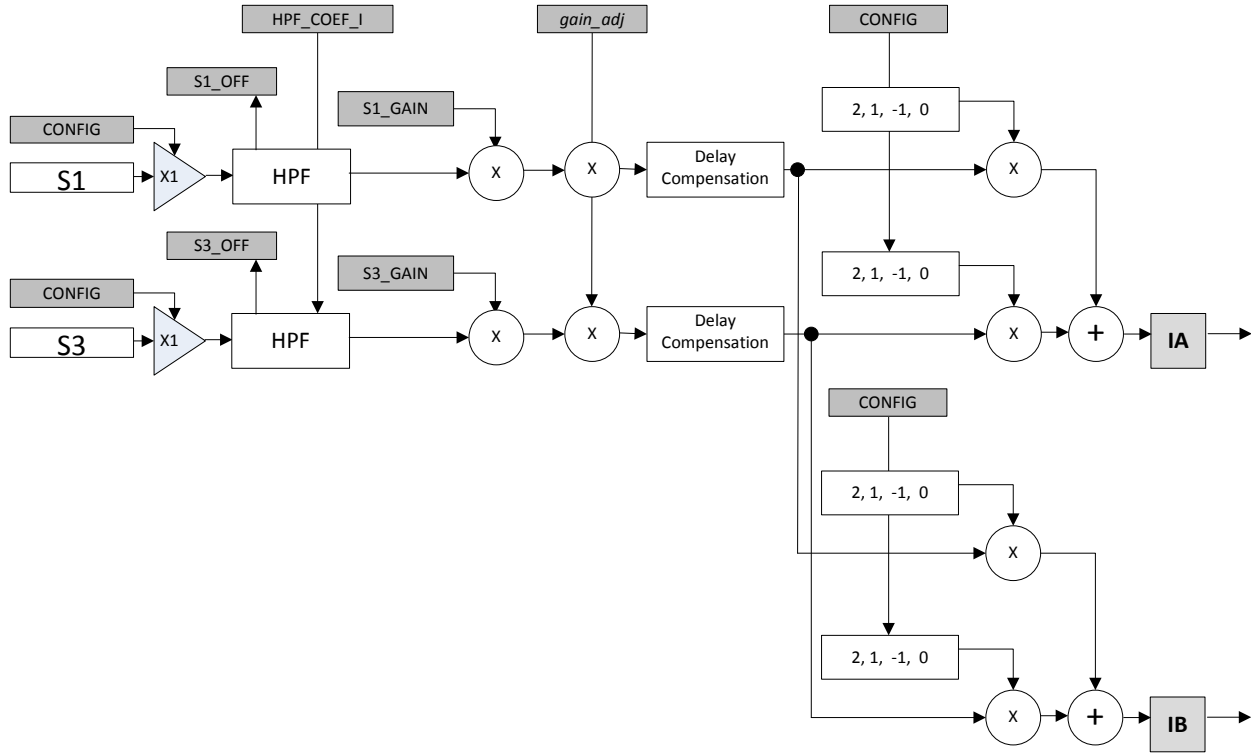 HPF_COEF_I
gain_adj
CONFIG
S1_OFF
S1_GAIN
2, 1, -1, 0
CONFIG
S1
X1
HPF
X
X
Delay
Compensation
X
S3_OFF
S3_GAIN
2, 1, -1, 0
CONFIG
S3
X1
HPF
X
X
Delay
Compensation
X
+
IA
CONFIG
2, 1, -1, 0
X
2, 1, -1, 0
X
+
IB